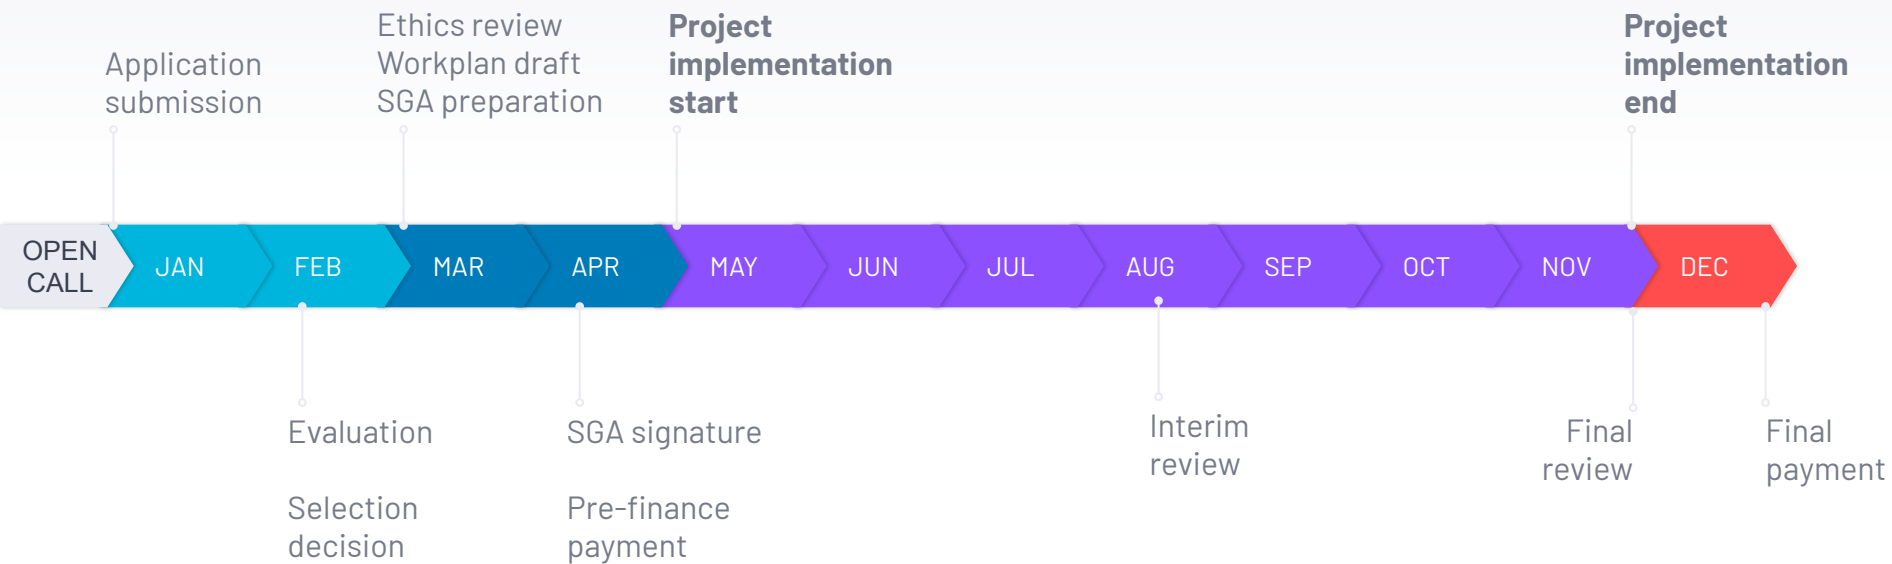 Application
submission
Ethics review
Workplan draft
SGA preparation
Project
implementation
start
Project
implementation
end
OPEN
CALL
JAN
FEB
MAR
APR
MAY
JUN
JUL
AUG
SEP
OCT
NOV
DEC
Evaluation
Selection
decision
SGA signature
Pre-finance
payment
Interim
review
Final
review
Final
payment